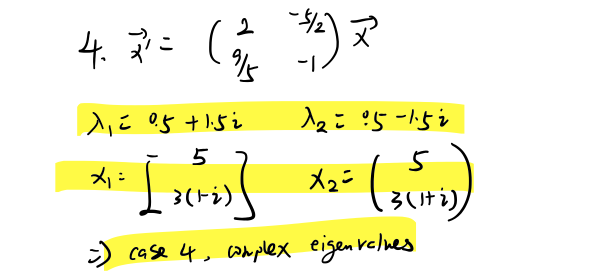 4. x⃗' = ( 2 -5/2 ; 9/5 -1 ) x⃗
λ₁ = 0.5 + 1.5i λ₂ = 0.5 - 1.5i
x₁ = [ 5 ; 3(1-i) ] x₂ = ( 5 ; 3(1+i) )
=) case 4, complex eigenvalues